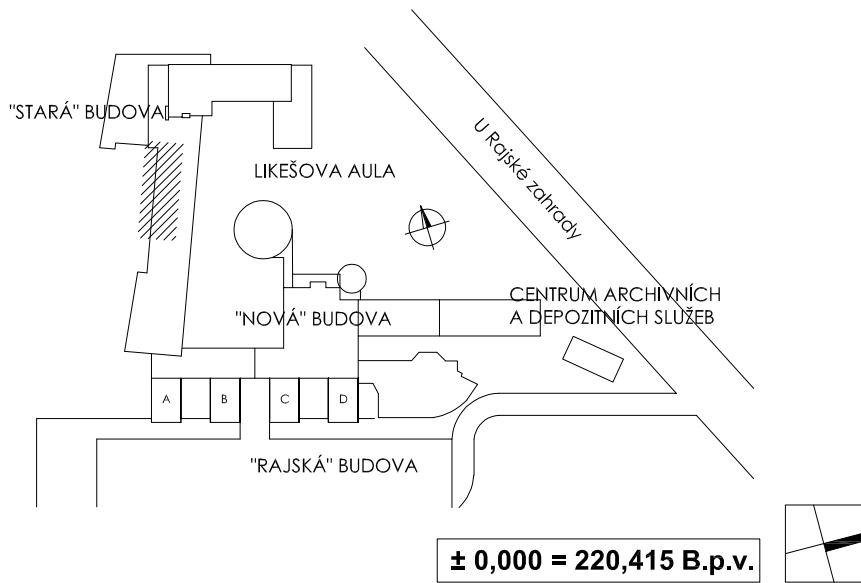 "STARÁ" BUDOVA
LIKEŠOVA AULA
U Rajské zahrady
CENTRUM ARCHIVNÍCH
A DEPOZITNÍCH SLUŽEB
"NOVÁ" BUDOVA
A B C D
"RAJSKÁ" BUDOVA
± 0,000 = 220,415 B.p.v.